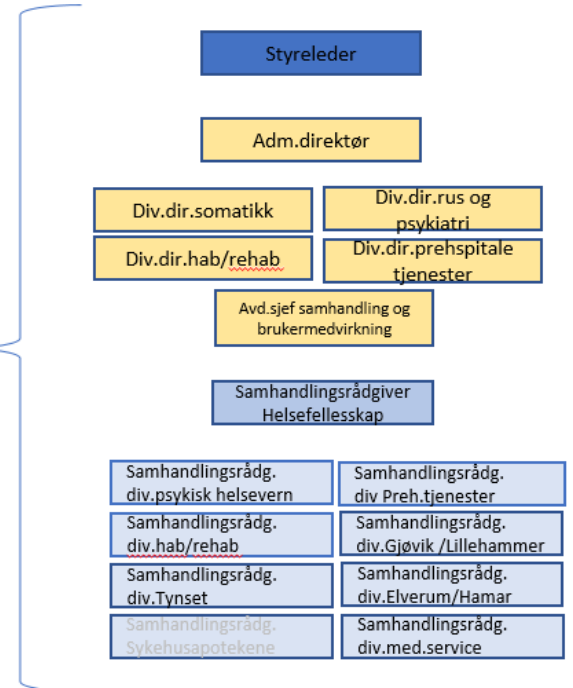 Styreleder
Adm.direktør
Div.dir.somatikk
Div.dir.rus og
psykiatri
Div.dir.hab/rehab
Div.dir.prehspitale
tjenester
Avd.sjef samhandling og
brukermedvirkning
Samhandlingsrådgiver
Helsefellesskap
Samhandlingsrådg.
div.psykisk helsevern
Samhandlingsrådg.
div Preh.tjenester
Samhandlingsrådg.
div.hab/rehab
Samhandlingsrådg.
div.Gjøvik /Lillehammer
Samhandlingsrådg.
div.Tynset
Samhandlingsrådg.
div.Elverum/Hamar
Samhandlingsrådg.
Sykehusapotekene
Samhandlingsrådg.
div.med.service